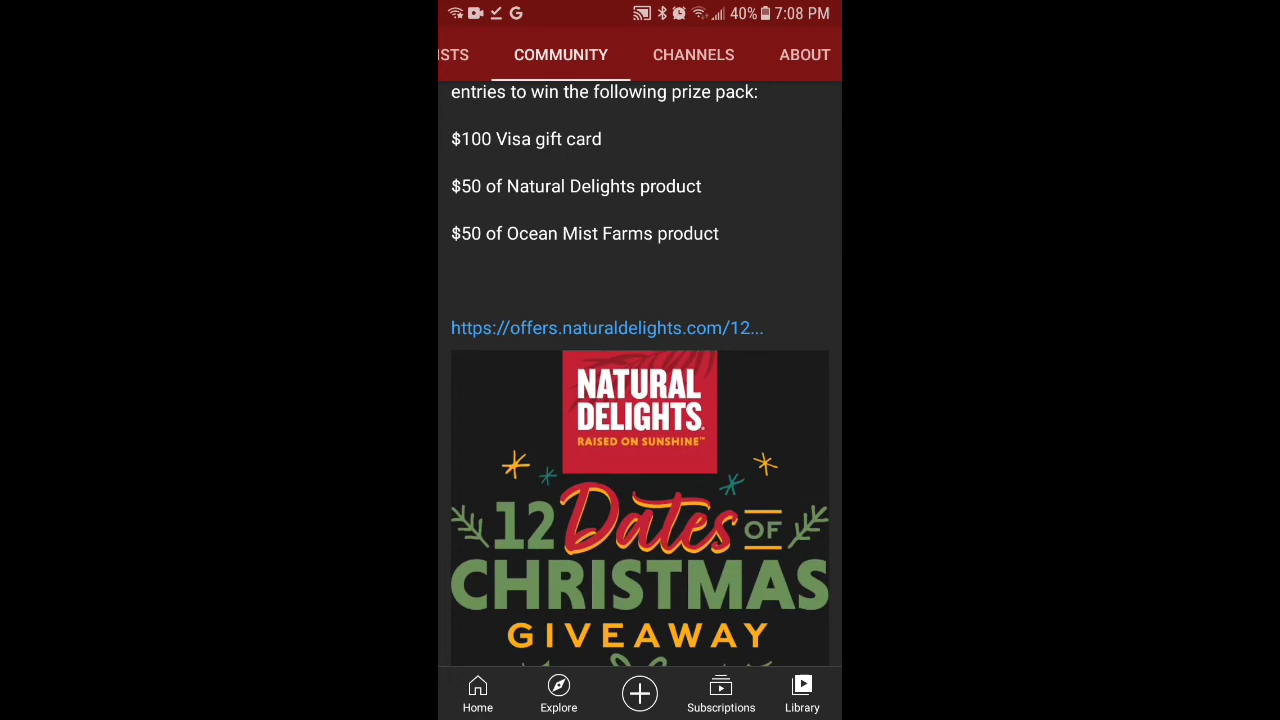 40% 7:08 PM
ISTS COMMUNITY CHANNELS ABOUT
entries to win the following prize pack:
$100 Visa gift card
$50 of Natural Delights product
$50 of Ocean Mist Farms product
https://offers.naturaldelights.com/12...
NATURAL
DELIGHTS®
RAISED ON SUNSHINE™
12 Dates OF
CHRISTMAS
GIVEAWAY
Home Explore Subscriptions Library